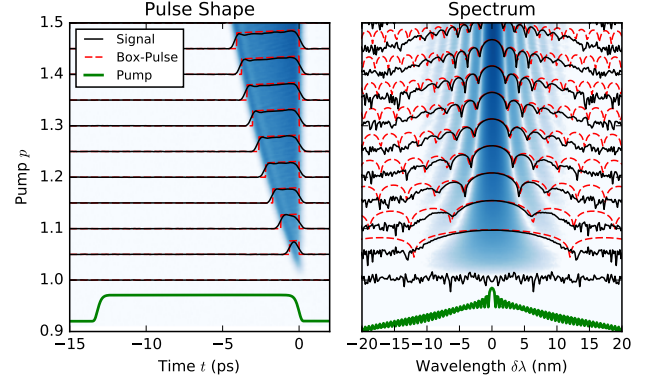 Pulse Shape
Spectrum
Signal
Box-Pulse
Pump
Pump p
1.5
1.4
1.3
1.2
1.1
1.0
0.9
−15 −10 −5 0
−20 −15 −10 −5 0 5 10 15 20
Time t (ps)
Wavelength δλ (nm)